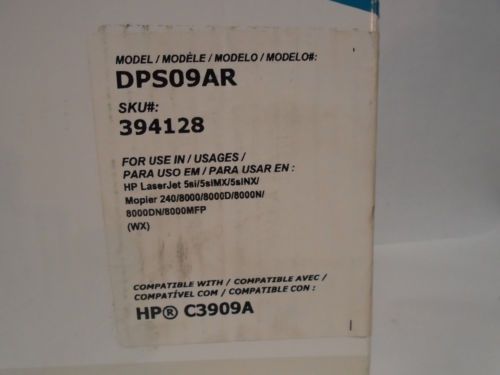 MODEL / MODÈLE / MODELO / MODELO#:
DPS09AR
SKU#:
394128
FOR USE IN / USAGES /
PARA USO EM / PARA USAR EN :
HP LaserJet 5si/5siMX/5siNX/
Mopier 240/8000/8000D/8000N/
8000DN/8000MFP
(WX)
COMPATIBLE WITH / COMPATIBLE AVEC /
COMPATÍVEL COM / COMPATIBLE CON :
HP® C3909A